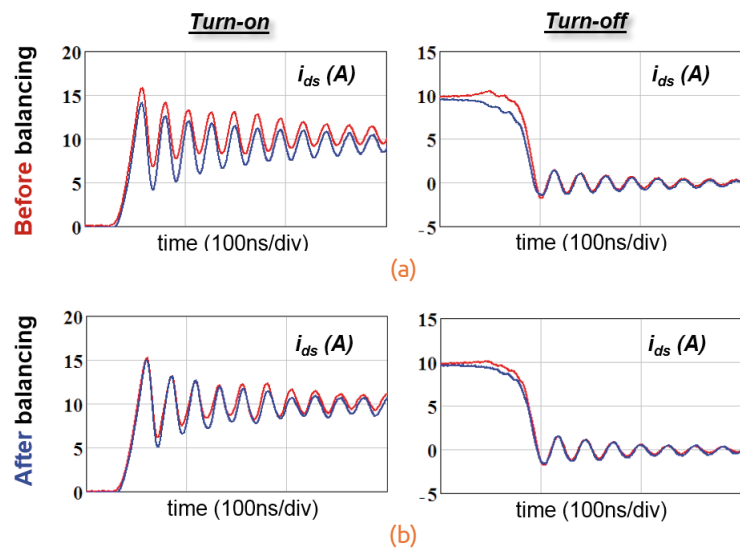 Turn-on
Turn-off
Before balancing
20
15
10
5
0
i_ds (A)
time (100ns/div)
15
10
5
0
-5
i_ds (A)
time (100ns/div)
(a)
After balancing
20
15
10
5
0
i_ds (A)
time (100ns/div)
15
10
5
0
-5
i_ds (A)
time (100ns/div)
(b)